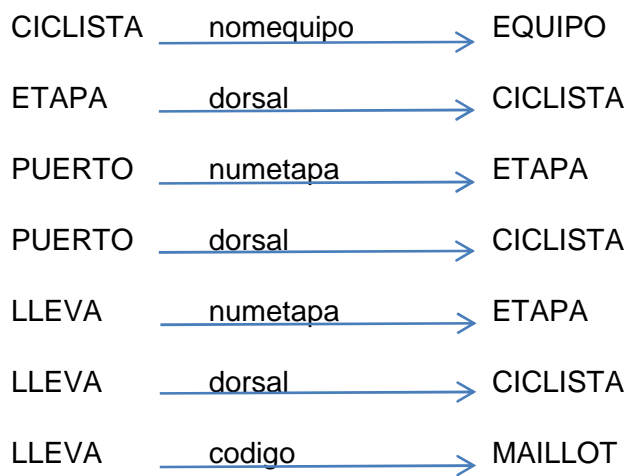 CICLISTA nomequipo EQUIPO
ETAPA dorsal CICLISTA
PUERTO numetapa ETAPA
PUERTO dorsal CICLISTA
LLEVA numetapa ETAPA
LLEVA dorsal CICLISTA
LLEVA codigo MAILLOT